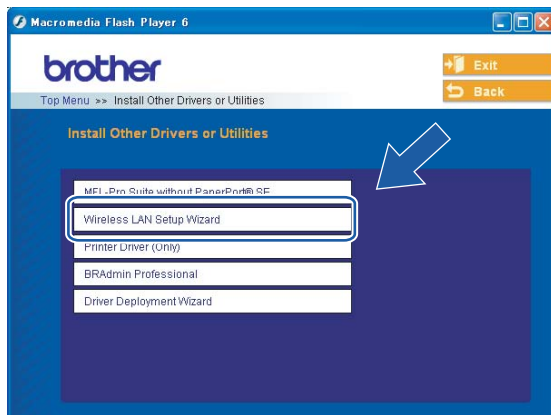 Macromedia Flash Player 6
brother
Exit
Top Menu >> Install Other Drivers or Utilities
Back
Install Other Drivers or Utilities
MFL-Pro Suite without PaperPort® SE
Wireless LAN Setup Wizard
Printer Driver (Only)
BRAdmin Professional
Driver Deployment Wizard